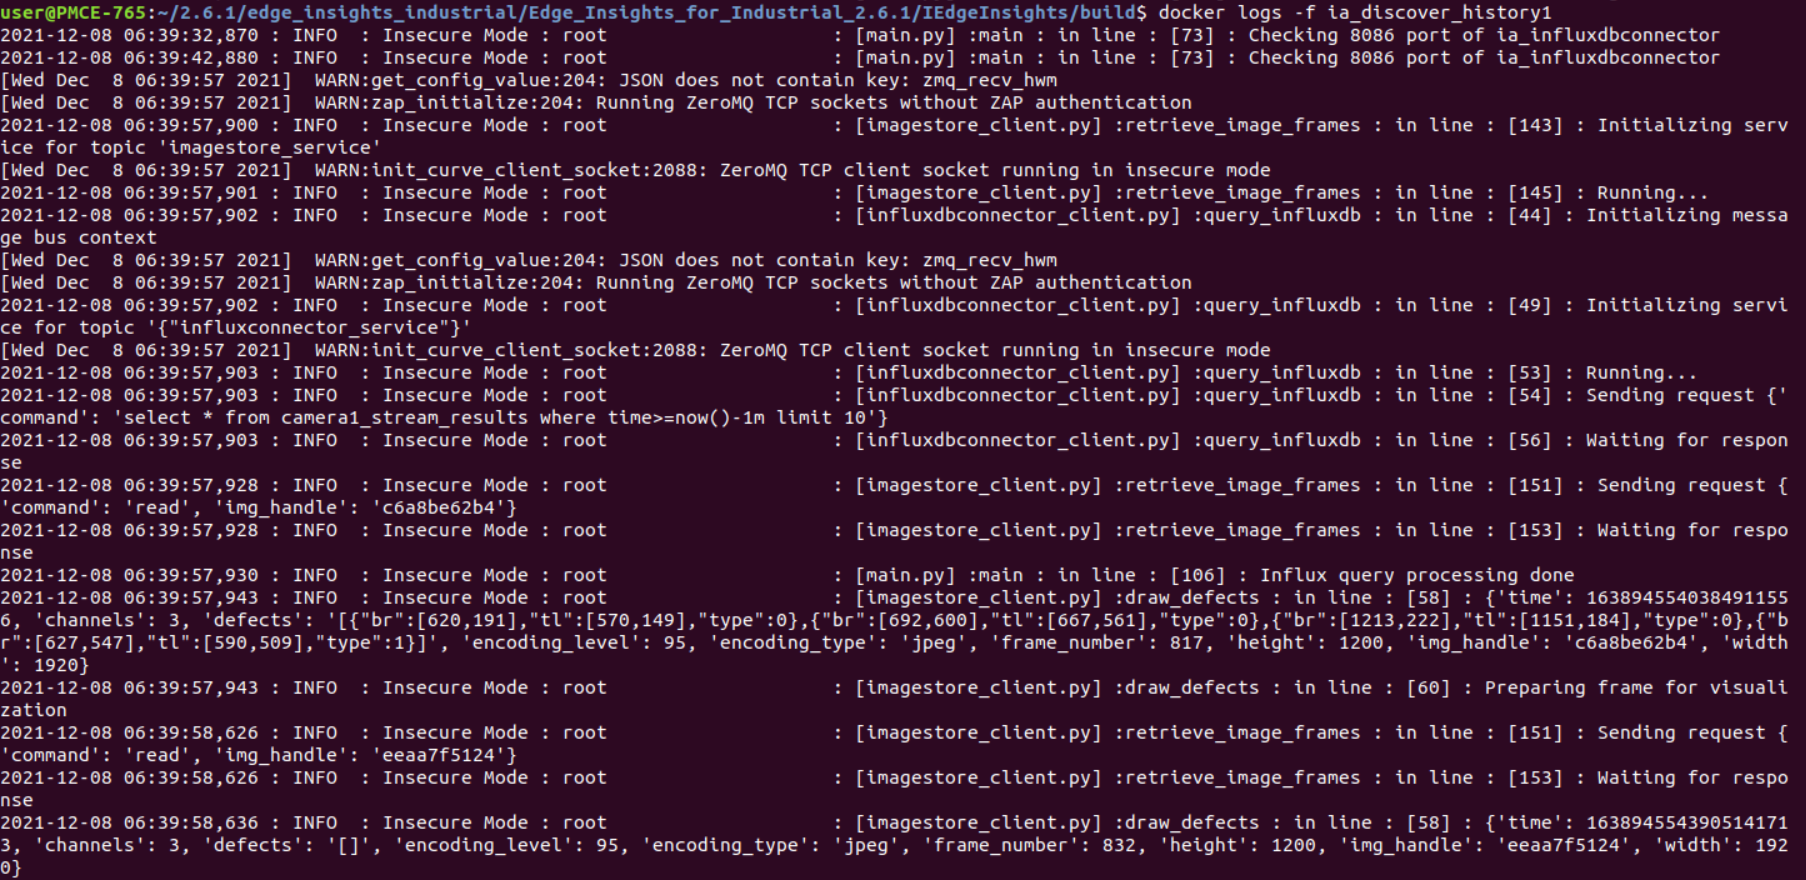 user@PMCE-765:~/2.6.1/edge_insights_industrial/Edge_Insights_for_Industrial_2.6.1/IEdgeInsights/build$ docker logs -f ia_discover_history1
2021-12-08 06:39:32,870 : INFO  : Insecure Mode : root                    : [main.py] :main : in line : [73] : Checking 8086 port of ia_influxdbconnector
2021-12-08 06:39:42,880 : INFO  : Insecure Mode : root                    : [main.py] :main : in line : [73] : Checking 8086 port of ia_influxdbconnector
[Wed Dec  8 06:39:57 2021]  WARN:get_config_value:204: JSON does not contain key: zmq_recv_hwm
[Wed Dec  8 06:39:57 2021]  WARN:zap_initialize:204: Running ZeroMQ TCP sockets without ZAP authentication
2021-12-08 06:39:57,900 : INFO  : Insecure Mode : root                    : [imagestore_client.py] :retrieve_image_frames : in line : [143] : Initializing serv
ice for topic 'imagestore_service'
[Wed Dec  8 06:39:57 2021]  WARN:init_curve_client_socket:2088: ZeroMQ TCP client socket running in insecure mode
2021-12-08 06:39:57,901 : INFO  : Insecure Mode : root                    : [imagestore_client.py] :retrieve_image_frames : in line : [145] : Running...
2021-12-08 06:39:57,902 : INFO  : Insecure Mode : root                    : [influxdbconnector_client.py] :query_influxdb : in line : [44] : Initializing messa
ge bus context
[Wed Dec  8 06:39:57 2021]  WARN:get_config_value:204: JSON does not contain key: zmq_recv_hwm
[Wed Dec  8 06:39:57 2021]  WARN:zap_initialize:204: Running ZeroMQ TCP sockets without ZAP authentication
2021-12-08 06:39:57,902 : INFO  : Insecure Mode : root                    : [influxdbconnector_client.py] :query_influxdb : in line : [49] : Initializing servi
ce for topic '{"influxconnector_service"}'
[Wed Dec  8 06:39:57 2021]  WARN:init_curve_client_socket:2088: ZeroMQ TCP client socket running in insecure mode
2021-12-08 06:39:57,903 : INFO  : Insecure Mode : root                    : [influxdbconnector_client.py] :query_influxdb : in line : [53] : Running...
2021-12-08 06:39:57,903 : INFO  : Insecure Mode : root                    : [influxdbconnector_client.py] :query_influxdb : in line : [54] : Sending request {'
command': 'select * from camera1_stream_results where time>=now()-1m limit 10'}
2021-12-08 06:39:57,903 : INFO  : Insecure Mode : root                    : [influxdbconnector_client.py] :query_influxdb : in line : [56] : Waiting for respon
se
2021-12-08 06:39:57,928 : INFO  : Insecure Mode : root                    : [imagestore_client.py] :retrieve_image_frames : in line : [151] : Sending request {
'command': 'read', 'img_handle': 'c6a8be62b4'}
2021-12-08 06:39:57,928 : INFO  : Insecure Mode : root                    : [imagestore_client.py] :retrieve_image_frames : in line : [153] : Waiting for respo
nse
2021-12-08 06:39:57,930 : INFO  : Insecure Mode : root                    : [main.py] :main : in line : [106] : Influx query processing done
2021-12-08 06:39:57,943 : INFO  : Insecure Mode : root                    : [imagestore_client.py] :draw_defects : in line : [58] : {'time': 163894554038491155
6, 'channels': 3, 'defects': '[{"br":[620,191],"tl":[570,149],"type":0},{"br":[692,600],"tl":[667,561],"type":0},{"br":[1213,222],"tl":[1151,184],"type":0},{"b
r":[627,547],"tl":[590,509],"type":1}]', 'encoding_level': 95, 'encoding_type': 'jpeg', 'frame_number': 817, 'height': 1200, 'img_handle': 'c6a8be62b4', 'width
': 1920}
2021-12-08 06:39:57,943 : INFO  : Insecure Mode : root                    : [imagestore_client.py] :draw_defects : in line : [60] : Preparing frame for visuali
zation
2021-12-08 06:39:58,626 : INFO  : Insecure Mode : root                    : [imagestore_client.py] :retrieve_image_frames : in line : [151] : Sending request {
'command': 'read', 'img_handle': 'eeaa7f5124'}
2021-12-08 06:39:58,626 : INFO  : Insecure Mode : root                    : [imagestore_client.py] :retrieve_image_frames : in line : [153] : Waiting for respo
nse
2021-12-08 06:39:58,636 : INFO  : Insecure Mode : root                    : [imagestore_client.py] :draw_defects : in line : [58] : {'time': 163894554390514171
3, 'channels': 3, 'defects': '[]', 'encoding_level': 95, 'encoding_type': 'jpeg', 'frame_number': 832, 'height': 1200, 'img_handle': 'eeaa7f5124', 'width': 192
0}